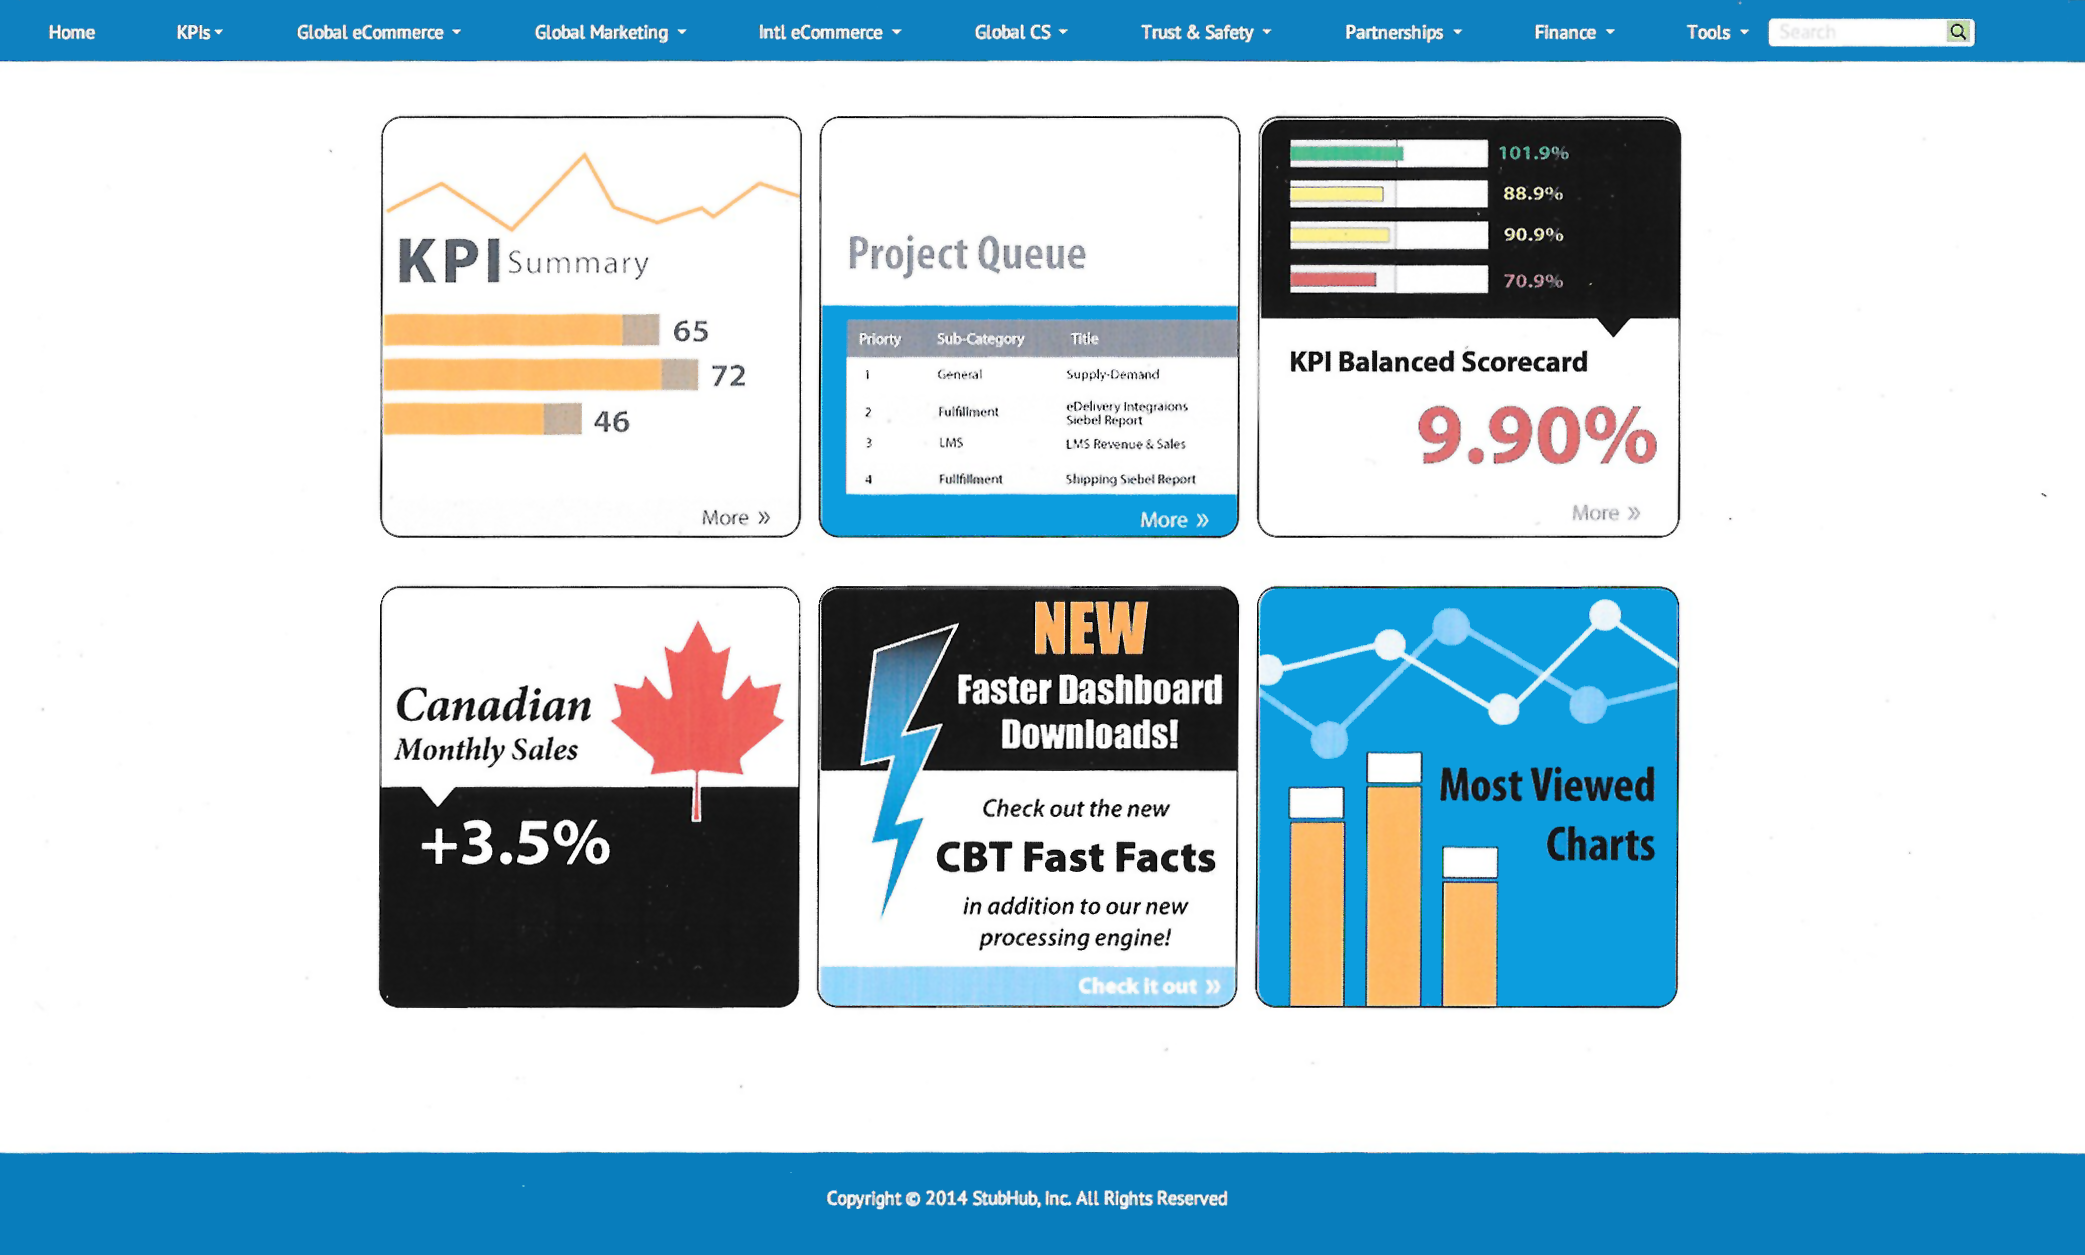 Home KPIs Global eCommerce Global Marketing Intl eCommerce Global CS Trust & Safety Partnerships Finance Tools Search
KPI Summary
65
72
46
More »
Project Queue
Priorty Sub-Category Title
1 General Supply-Demand
2 Fulfillment eDelivery Integraions
Siebel Report
3 LMS LMS Revenue & Sales
4 Fullfillment Shipping Siebel Report
More »
101.9%
88.9%
90.9%
70.9%
KPI Balanced Scorecard
9.90%
More »
Canadian
Monthly Sales
+3.5%
NEW
Faster Dashboard
Downloads!
Check out the new
CBT Fast Facts
in addition to our new
processing engine!
Check it out »
Most Viewed
Charts
Copyright © 2014 StubHub, Inc. All Rights Reserved